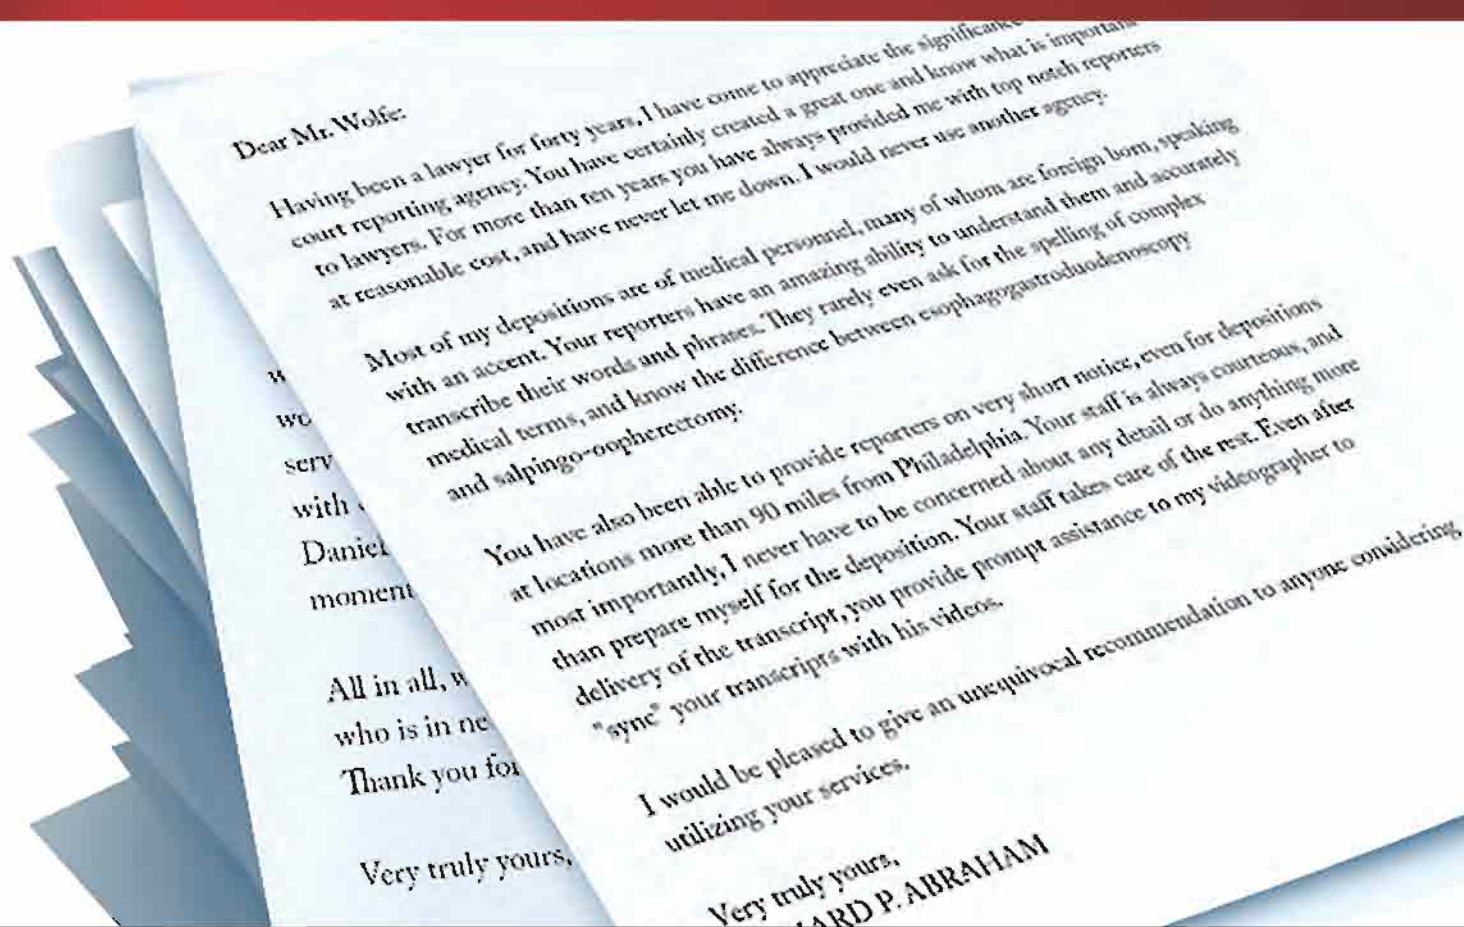 Dear Mr. Wolfe:
Having been a lawyer for forty years, I have come to appreciate the significance
court reporting agency. You have certainly created a great one and know what is important
to lawyers. For more than ten years you have always provided me with top notch reporters
at reasonable cost, and have never let me down. I would never use another agency.
Most of my depositions are of medical personnel, many of whom are foreign born, speaking
with an accent. Your reporters have an amazing ability to understand them and accurately
transcribe their words and phrases. They rarely even ask for the spelling of complex
medical terms, and know the difference between esophagogastroduodenoscopy
and salpingo-oopherectomy.
You have also been able to provide reporters on very short notice, even for depositions
at locations more than 90 miles from Philadelphia. Your staff is always courteous, and
most importantly, I never have to be concerned about any detail or do anything more
than prepare myself for the deposition. Your staff takes care of the rest. Even after
delivery of the transcript, you provide prompt assistance to my videographer to
"sync" your transcripts with his videos.
I would be pleased to give an unequivocal recommendation to anyone considering
utilizing your services.
Very truly yours,
ARD P. ABRAHAM
wo
serv
with
Daniel
moment
All in all, w
who is in ne
Thank you for
Very truly yours,